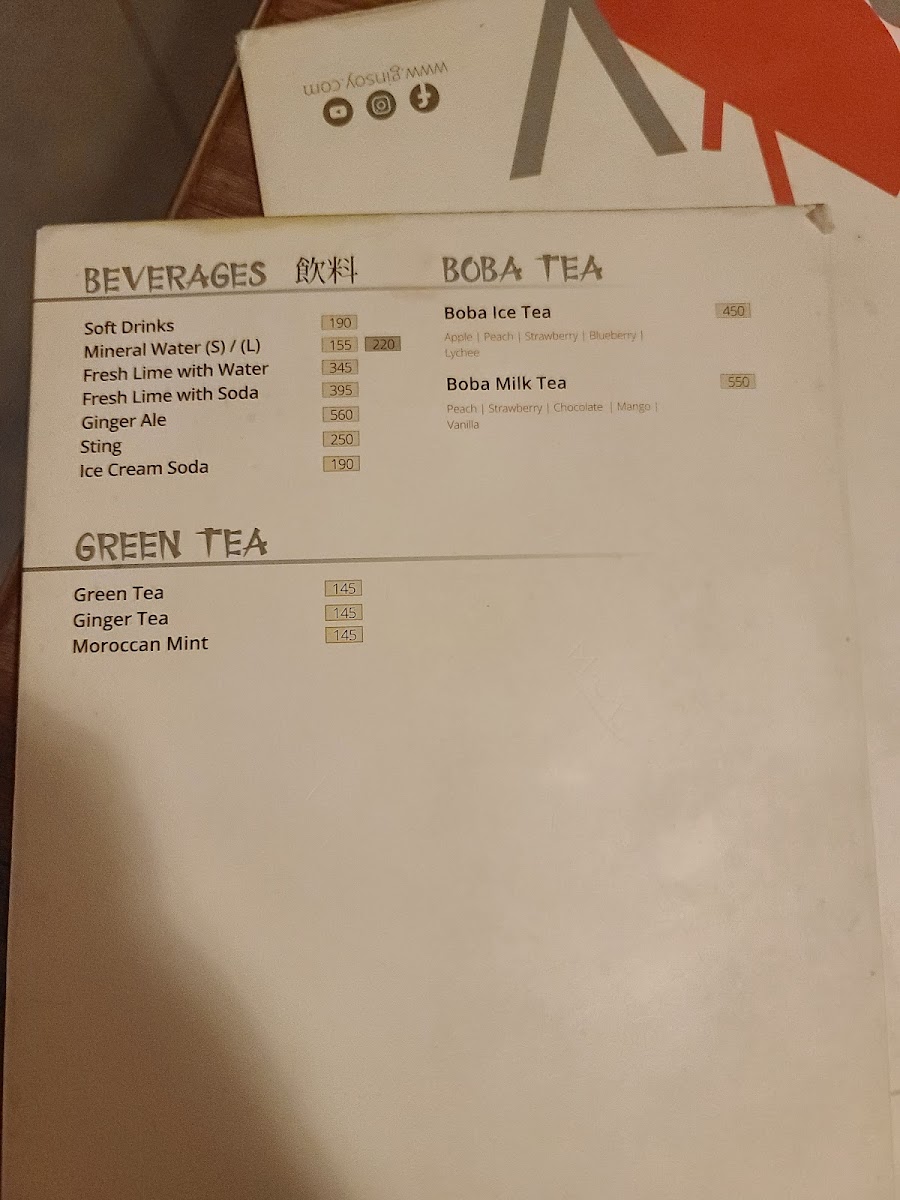 www.ginsoy.com
BEVERAGES 飲料
Soft Drinks 190
Mineral Water (S) / (L) 155 220
Fresh Lime with Water 345
Fresh Lime with Soda 395
Ginger Ale 560
Sting 250
Ice Cream Soda 190
BOBA TEA
Boba Ice Tea 450
Apple | Peach | Strawberry | Blueberry |
Lychee
Boba Milk Tea 550
Peach | Strawberry | Chocolate | Mango |
Vanilla
GREEN TEA
Green Tea 145
Ginger Tea 145
Moroccan Mint 145